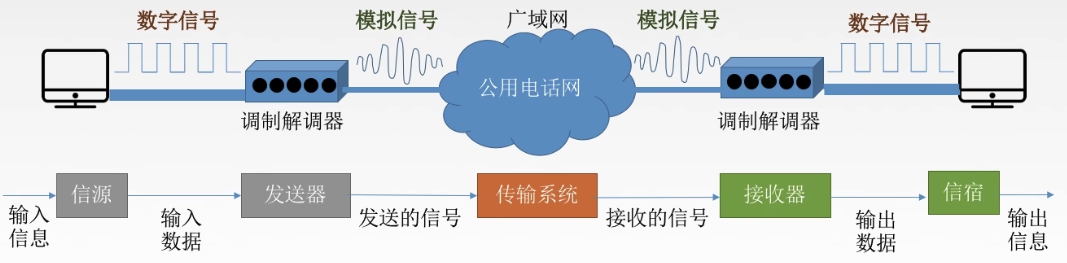 数字信号
模拟信号
广域网
模拟信号
数字信号
公用电话网
调制解调器
调制解调器
信源
发送器
传输系统
接收器
信宿
输入
信息
输入
数据
发送的信号
接收的信号
输出
数据
输出
信息